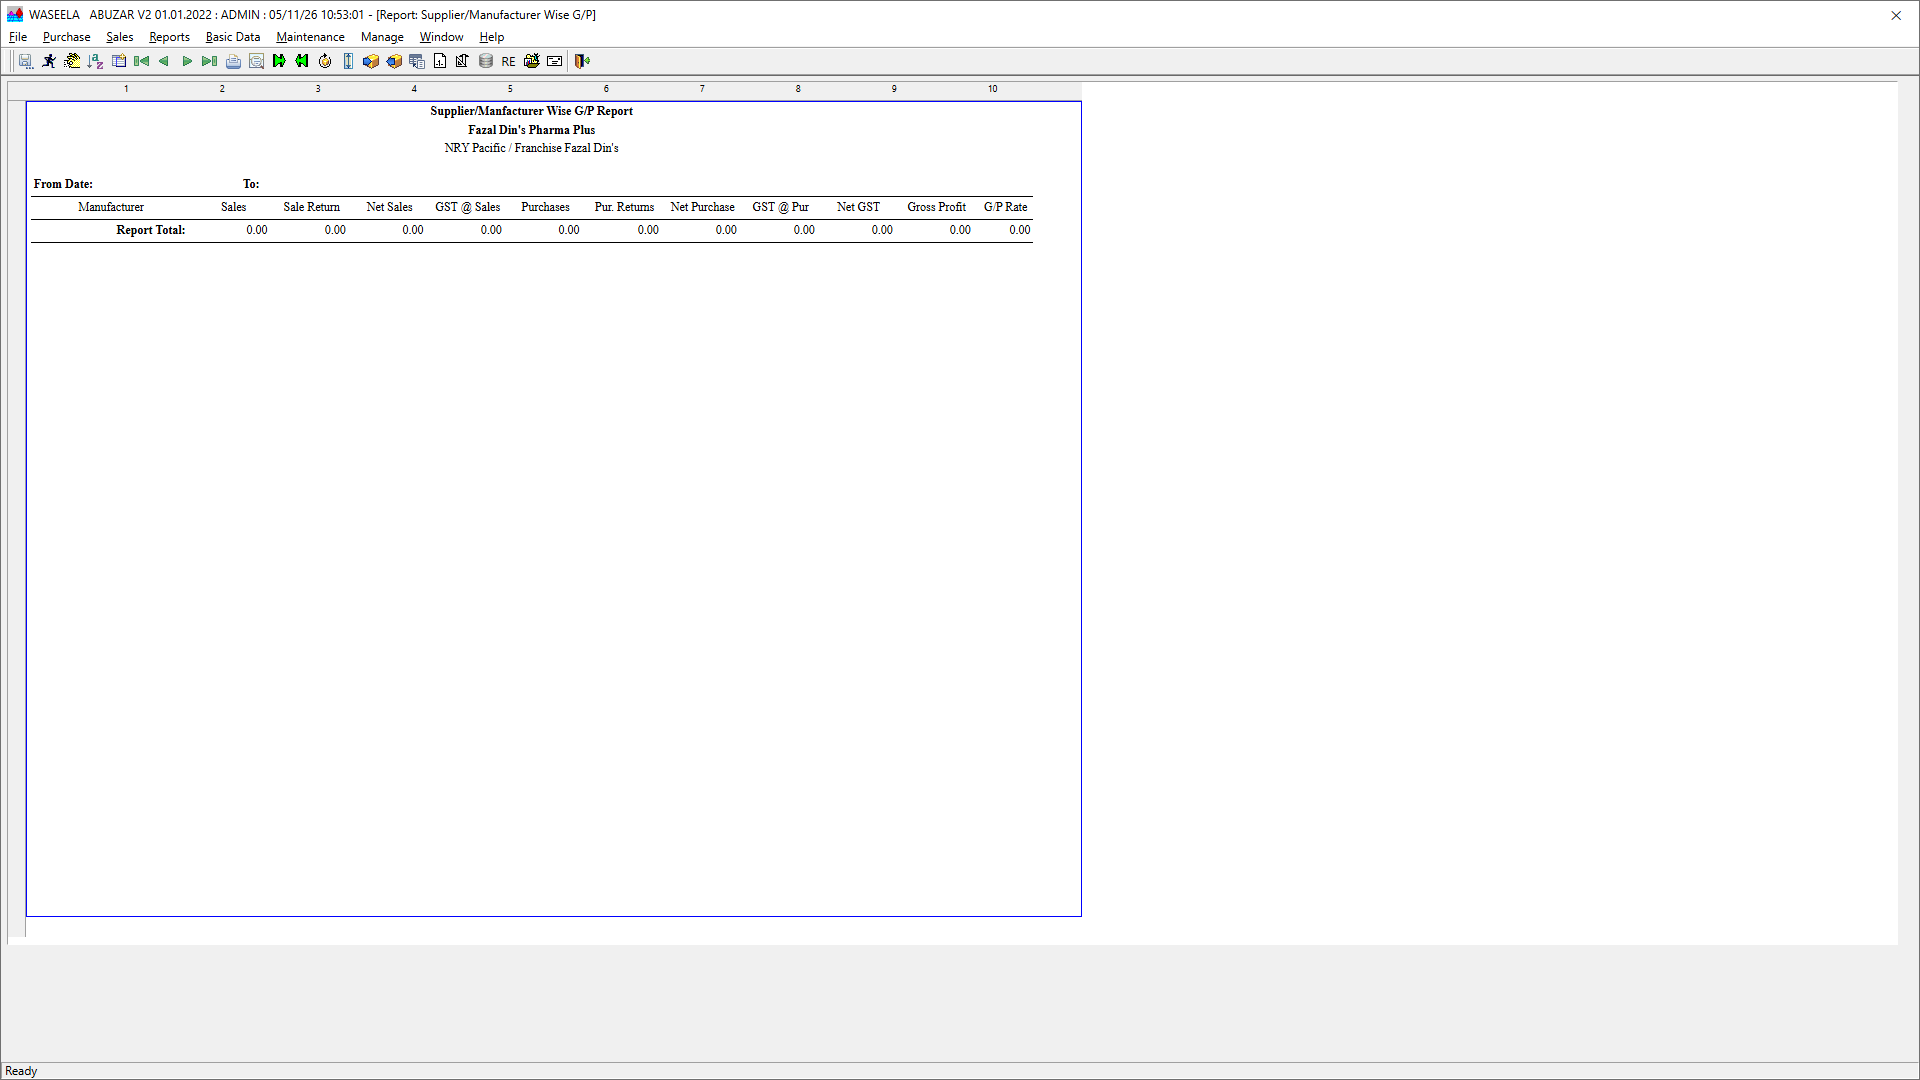 WASEELA   ABUZAR V2 01.01.2022 : ADMIN : 05/11/26 10:53:01 - [Report: Supplier/Manufacturer Wise G/P]
File Purchase Sales Reports Basic Data Maintenance Manage Window Help
RE
1 2 3 4 5 6 7 8 9 10
Supplier/Manfacturer Wise G/P Report
Fazal Din's Pharma Plus
NRY Pacific / Franchise Fazal Din's
From Date: To:
Manufacturer Sales Sale Return Net Sales GST @ Sales Purchases Pur. Returns Net Purchase GST @ Pur Net GST Gross Profit G/P Rate
Report Total: 0.00 0.00 0.00 0.00 0.00 0.00 0.00 0.00 0.00 0.00 0.00
Ready